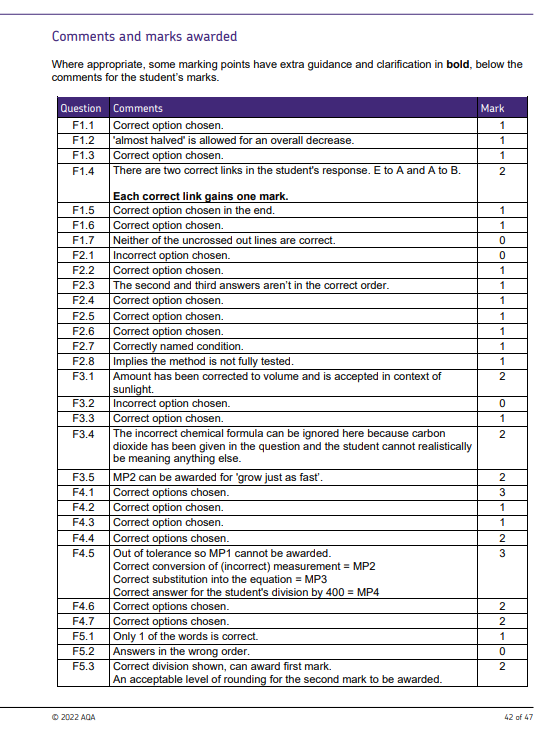 Comments and marks awarded
Where appropriate, some marking points have extra guidance and clarification in bold, below the
comments for the student's marks.
Question Comments Mark
F1.1 Correct option chosen. 1
F1.2 'almost halved' is allowed for an overall decrease. 1
F1.3 Correct option chosen. 1
F1.4 There are two correct links in the student's response. E to A and A to B. 2
Each correct link gains one mark.
F1.5 Correct option chosen in the end. 1
F1.6 Correct option chosen. 1
F1.7 Neither of the uncrossed out lines are correct. 0
F2.1 Incorrect option chosen. 0
F2.2 Correct option chosen. 1
F2.3 The second and third answers aren't in the correct order. 1
F2.4 Correct option chosen. 1
F2.5 Correct option chosen. 1
F2.6 Correct option chosen. 1
F2.7 Correctly named condition. 1
F2.8 Implies the method is not fully tested. 1
F3.1 Amount has been corrected to volume and is accepted in context of 2
sunlight.
F3.2 Incorrect option chosen. 0
F3.3 Correct option chosen. 1
F3.4 The incorrect chemical formula can be ignored here because carbon 2
dioxide has been given in the question and the student cannot realistically
be meaning anything else.
F3.5 MP2 can be awarded for 'grow just as fast'. 2
F4.1 Correct options chosen. 3
F4.2 Correct option chosen. 1
F4.3 Correct option chosen. 1
F4.4 Correct options chosen. 2
F4.5 Out of tolerance so MP1 cannot be awarded. 3
Correct conversion of (incorrect) measurement = MP2
Correct substitution into the equation = MP3
Correct answer for the student's division by 400 = MP4
F4.6 Correct options chosen. 2
F4.7 Correct options chosen. 2
F5.1 Only 1 of the words is correct. 1
F5.2 Answers in the wrong order. 0
F5.3 Correct division shown, can award first mark. 2
An acceptable level of rounding for the second mark to be awarded.
© 2022 AQA 42 of 47